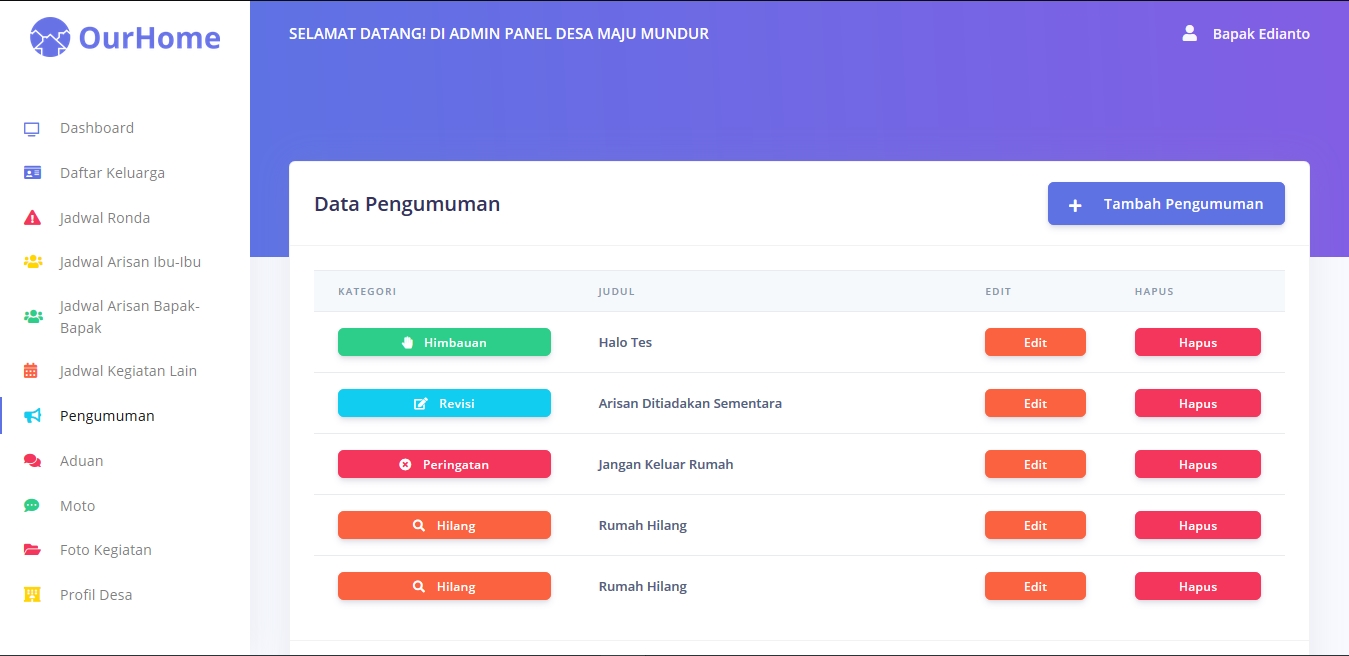 OurHome
SELAMAT DATANG! DI ADMIN PANEL DESA MAJU MUNDUR
Bapak Edianto
Dashboard
Daftar Keluarga
Jadwal Ronda
Jadwal Arisan Ibu-Ibu
Jadwal Arisan Bapak-
Bapak
Jadwal Kegiatan Lain
Pengumuman
Aduan
Moto
Foto Kegiatan
Profil Desa
Data Pengumuman
Tambah Pengumuman
KATEGORI JUDUL EDIT HAPUS
Himbauan Halo Tes Edit Hapus
Revisi Arisan Ditiadakan Sementara Edit Hapus
Peringatan Jangan Keluar Rumah Edit Hapus
Hilang Rumah Hilang Edit Hapus
Hilang Rumah Hilang Edit Hapus